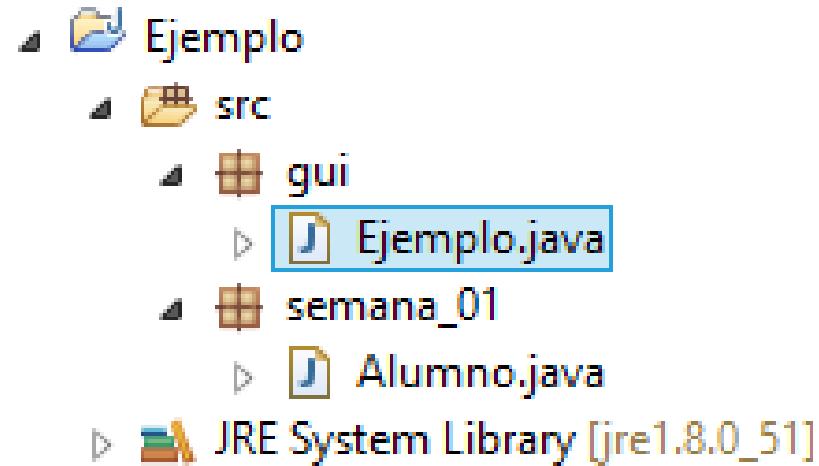 Ejemplo
src
gui
Ejemplo.java
semana_01
Alumno.java
JRE System Library [jre1.8.0_51]